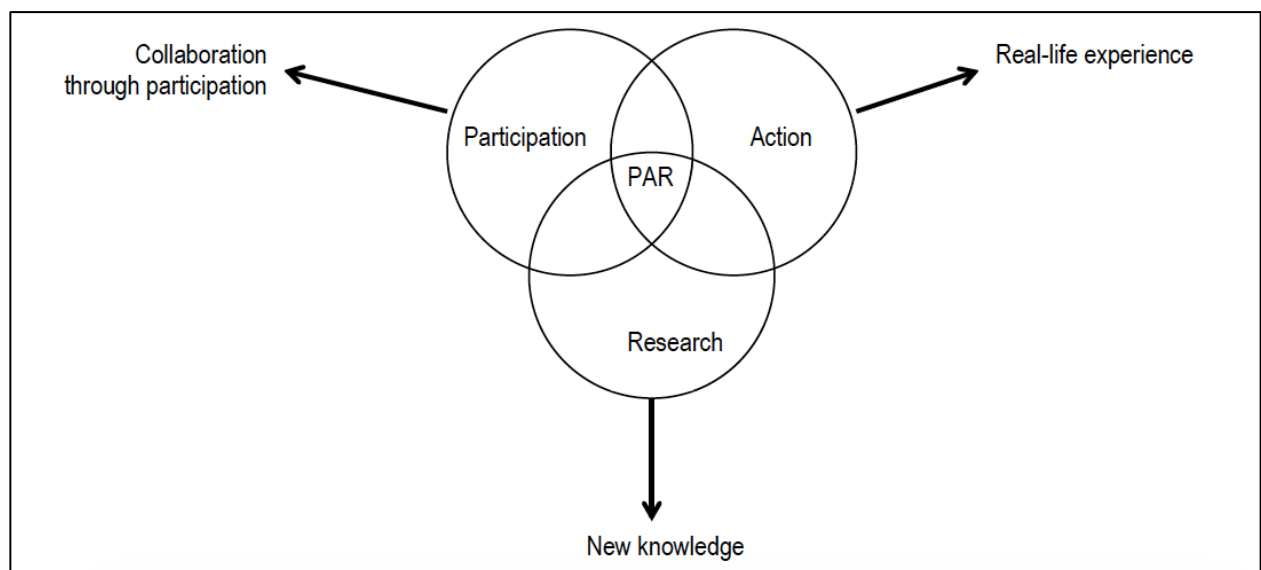 Collaboration
through participation
Real-life experience
Participation
Action
PAR
Research
New knowledge